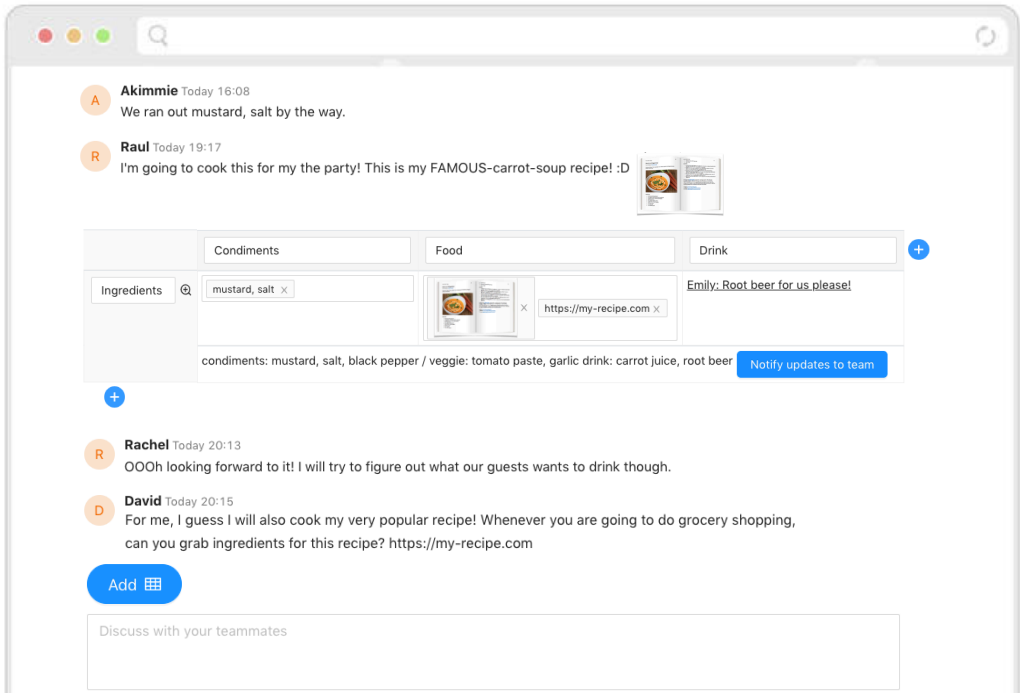 A
Akimmie Today 16:08
We ran out mustard, salt by the way.
R
Raul Today 19:17
I'm going to cook this for my the party! This is my FAMOUS-carrot-soup recipe! :D
Condiments
Food
Drink
Ingredients
mustard, salt
https://my-recipe.com
Emily: Root beer for us please!
condiments: mustard, salt, black pepper / veggie: tomato paste, garlic drink: carrot juice, root beer
Notify updates to team
R
Rachel Today 20:13
OOOh looking forward to it! I will try to figure out what our guests wants to drink though.
D
David Today 20:15
For me, I guess I will also cook my very popular recipe! Whenever you are going to do grocery shopping,
can you grab ingredients for this recipe? https://my-recipe.com
Add
Discuss with your teammates